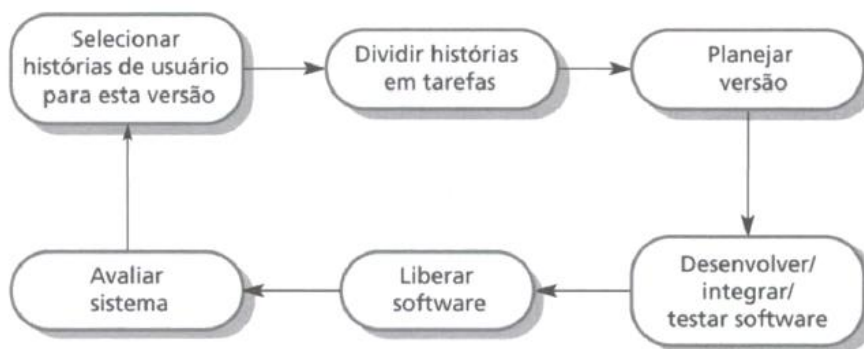 Selecionar
histórias de usuário
para esta versão
Dividir histórias
em tarefas
Planejar
versão
Desenvolver/
integrar/
testar software
Liberar
software
Avaliar
sistema